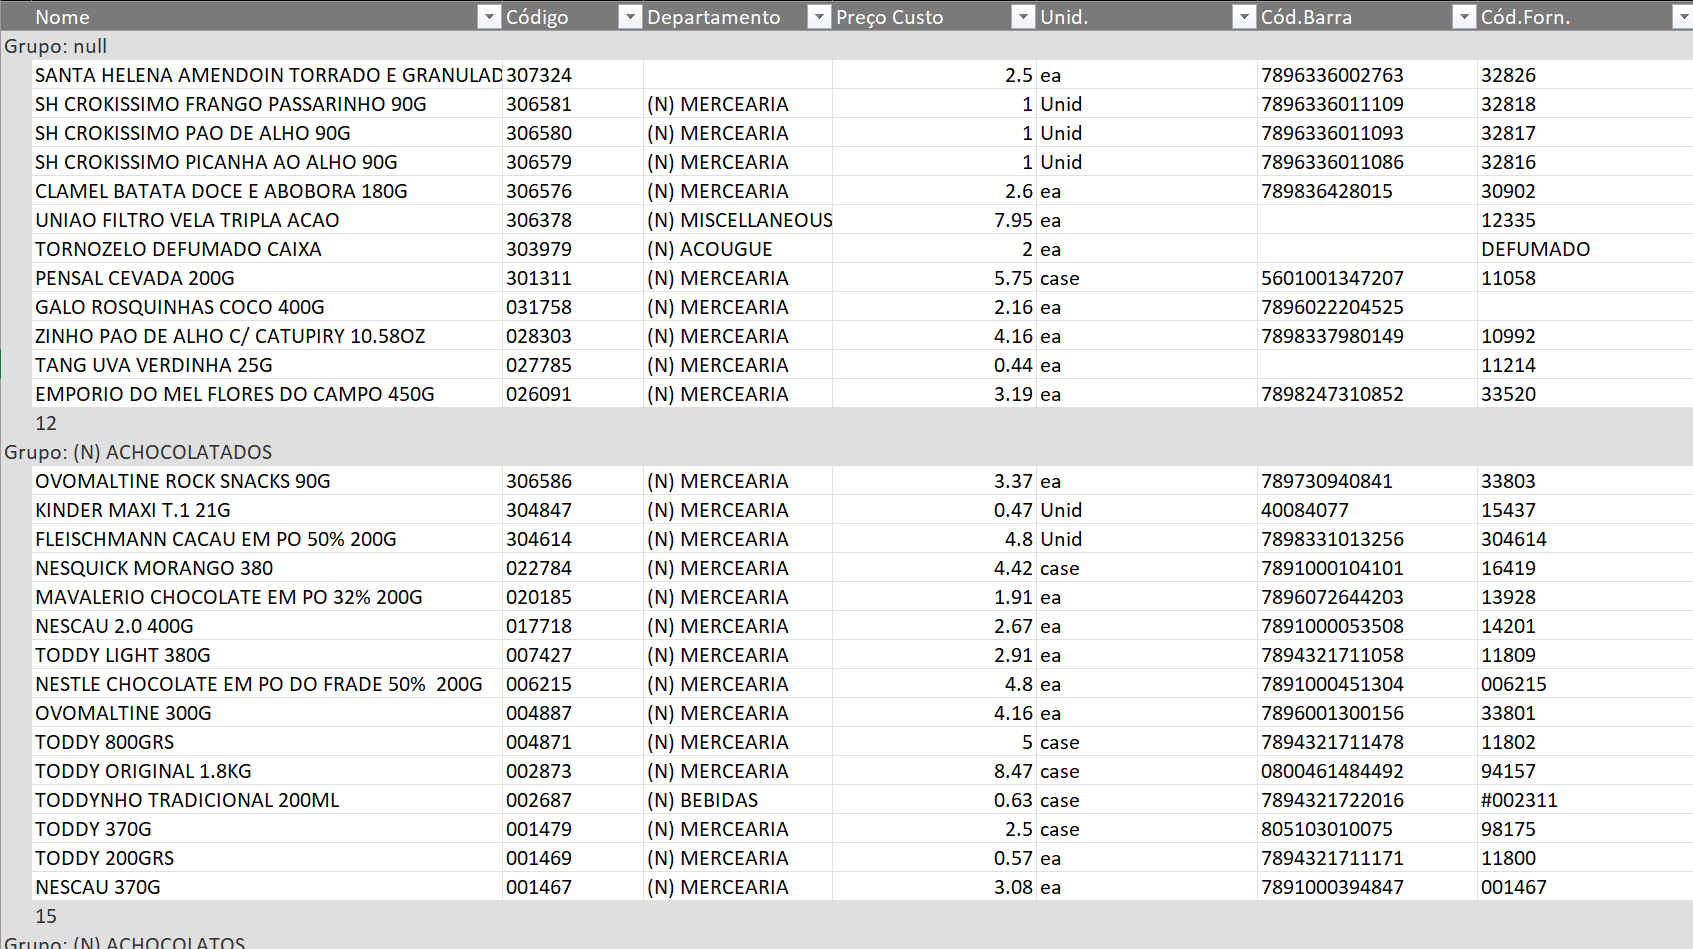 Nome Código Departamento Preço Custo Unid. Cód.Barra Cód.Forn.
Grupo: null
SANTA HELENA AMENDOIN TORRADO E GRANULAD 307324 2.5 ea 7896336002763 32826
SH CROKISSIMO FRANGO PASSARINHO 90G 306581 (N) MERCEARIA 1 Unid 7896336011109 32818
SH CROKISSIMO PAO DE ALHO 90G 306580 (N) MERCEARIA 1 Unid 7896336011093 32817
SH CROKISSIMO PICANHA AO ALHO 90G 306579 (N) MERCEARIA 1 Unid 7896336011086 32816
CLAMEL BATATA DOCE E ABOBORA 180G 306576 (N) MERCEARIA 2.6 ea 789836428015 30902
UNIAO FILTRO VELA TRIPLA ACAO 306378 (N) MISCELLANEOUS 7.95 ea 12335
TORNOZELO DEFUMADO CAIXA 303979 (N) ACOUGUE 2 ea DEFUMADO
PENSAL CEVADA 200G 301311 (N) MERCEARIA 5.75 case 5601001347207 11058
GALO ROSQUINHAS COCO 400G 031758 (N) MERCEARIA 2.16 ea 7896022204525
ZINHO PAO DE ALHO C/ CATUPIRY 10.58OZ 028303 (N) MERCEARIA 4.16 ea 7898337980149 10992
TANG UVA VERDINHA 25G 027785 (N) MERCEARIA 0.44 ea 11214
EMPORIO DO MEL FLORES DO CAMPO 450G 026091 (N) MERCEARIA 3.19 ea 7898247310852 33520
12
Grupo: (N) ACHOCOLATADOS
OVOMALTINE ROCK SNACKS 90G 306586 (N) MERCEARIA 3.37 ea 789730940841 33803
KINDER MAXI T.1 21G 304847 (N) MERCEARIA 0.47 Unid 40084077 15437
FLEISCHMANN CACAU EM PO 50% 200G 304614 (N) MERCEARIA 4.8 Unid 7898331013256 304614
NESQUICK MORANGO 380 022784 (N) MERCEARIA 4.42 case 7891000104101 16419
MAVALERIO CHOCOLATE EM PO 32% 200G 020185 (N) MERCEARIA 1.91 ea 7896072644203 13928
NESCAU 2.0 400G 017718 (N) MERCEARIA 2.67 ea 7891000053508 14201
TODDY LIGHT 380G 007427 (N) MERCEARIA 2.91 ea 7894321711058 11809
NESTLE CHOCOLATE EM PO DO FRADE 50%  200G 006215 (N) MERCEARIA 4.8 ea 7891000451304 006215
OVOMALTINE 300G 004887 (N) MERCEARIA 4.16 ea 7896001300156 33801
TODDY 800GRS 004871 (N) MERCEARIA 5 case 7894321711478 11802
TODDY ORIGINAL 1.8KG 002873 (N) MERCEARIA 8.47 case 0800461484492 94157
TODDYNHO TRADICIONAL 200ML 002687 (N) BEBIDAS 0.63 case 7894321722016 #002311
TODDY 370G 001479 (N) MERCEARIA 2.5 case 805103010075 98175
TODDY 200GRS 001469 (N) MERCEARIA 0.57 ea 7894321711171 11800
NESCAU 370G 001467 (N) MERCEARIA 3.08 ea 7891000394847 001467
15
Grupo: (N) ACHOCOLATOS